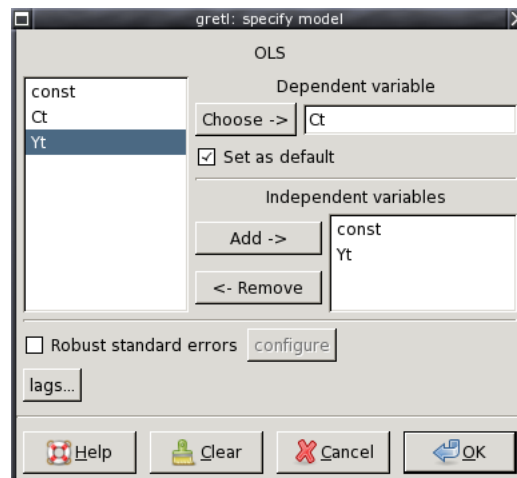 gretl: specify model
OLS
const
Ct
Yt
Dependent variable
Choose -> Ct
Set as default
Independent variables
Add ->
<- Remove
const
Yt
Robust standard errors configure
lags...
Help Clear Cancel OK